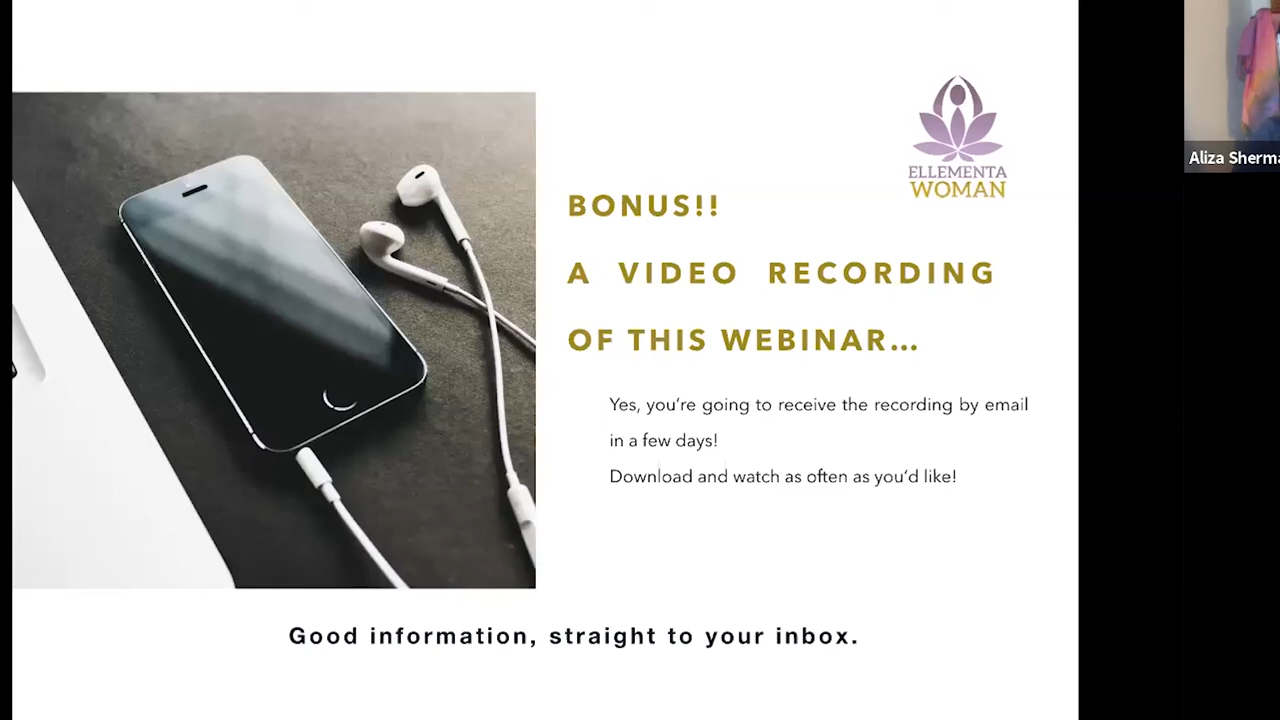 ELLEMENTA
WOMAN
BONUS!!
A VIDEO RECORDING
OF THIS WEBINAR...
Yes, you're going to receive the recording by email
in a few days!
Download and watch as often as you'd like!
Good information, straight to your inbox.
Aliza Sherma